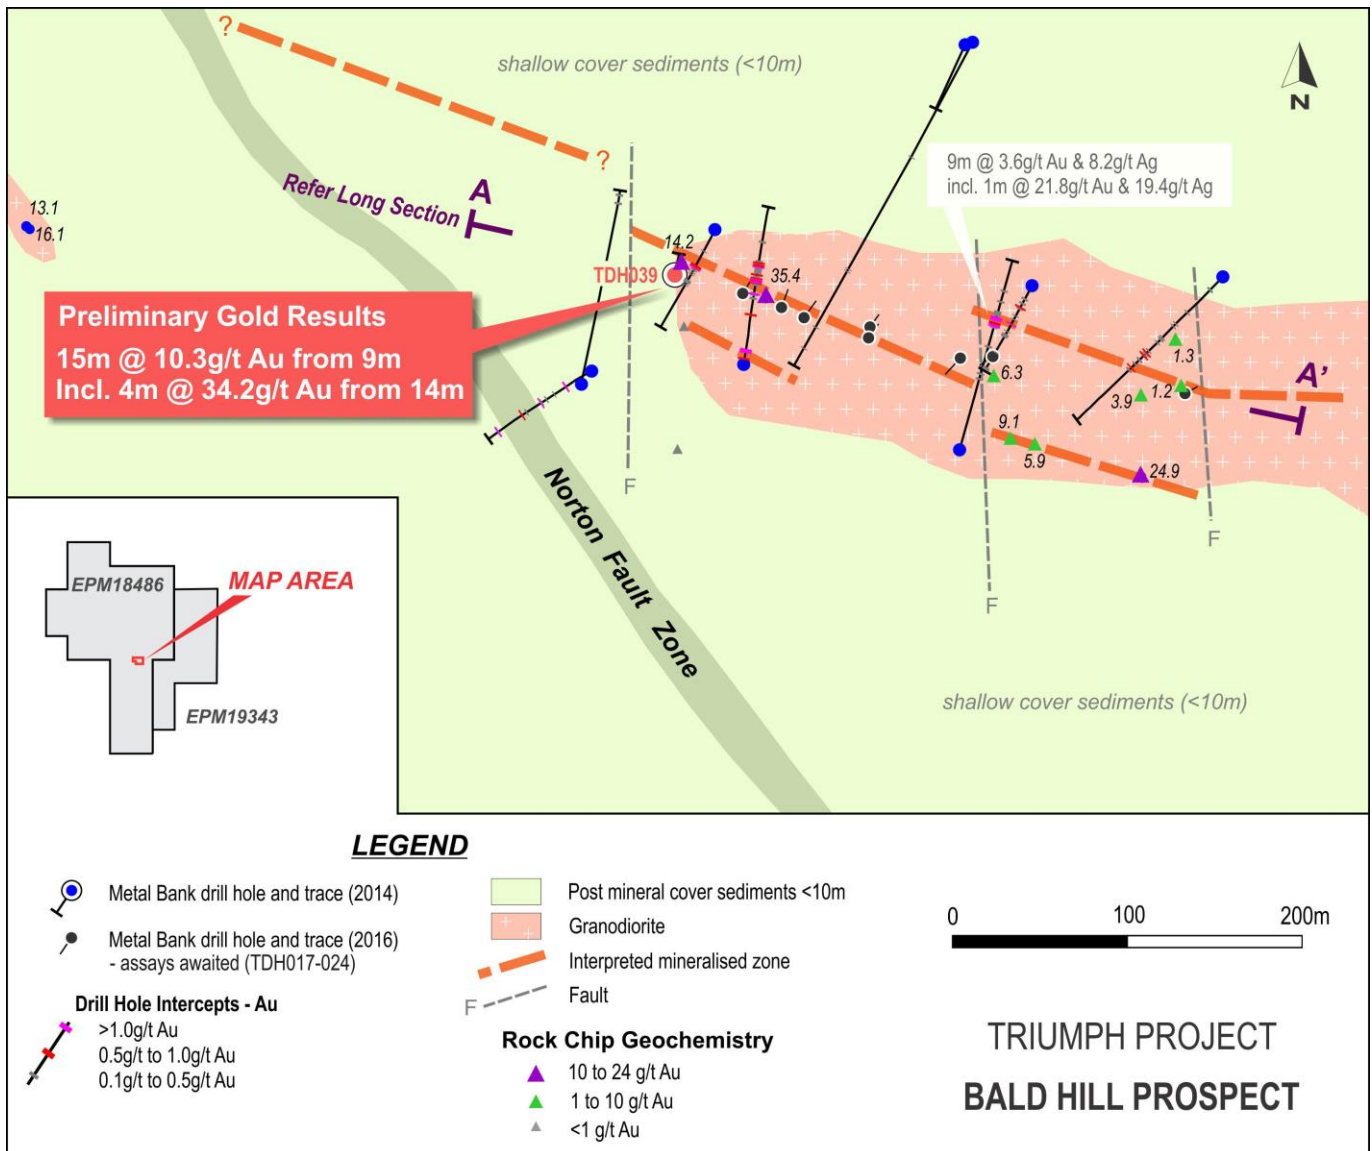 ?
shallow cover sediments (<10m)
N
?
9m @ 3.6g/t Au & 8.2g/t Ag
incl. 1m @ 21.8g/t Au & 19.4g/t Ag
A
Refer Long Section
13.1
16.1
14.2
TDH039
35.4
Preliminary Gold Results
15m @ 10.3g/t Au from 9m
Incl. 4m @ 34.2g/t Au from 14m
1.3
6.3
1.2
3.9
A’
9.1
5.9
24.9
F
F
F
Norton Fault Zone
EPM18486
MAP AREA
EPM19343
shallow cover sediments (<10m)
LEGEND
Metal Bank drill hole and trace (2014)
Metal Bank drill hole and trace (2016)
- assays awaited (TDH017-024)
Drill Hole Intercepts - Au
>1.0g/t Au
0.5g/t to 1.0g/t Au
0.1g/t to 0.5g/t Au
Post mineral cover sediments <10m
Granodiorite
Interpreted mineralised zone
F
Fault
Rock Chip Geochemistry
10 to 24 g/t Au
1 to 10 g/t Au
<1 g/t Au
0 100 200m
TRIUMPH PROJECT
BALD HILL PROSPECT